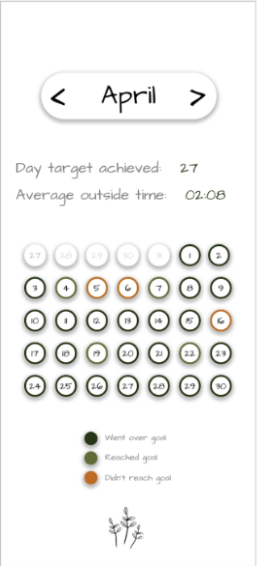 < April >
Day target achieved: 27
Average outside time: 02:08
27 28 29 30 31 1 2
3 4 5 6 7 8 9
10 11 12 13 14 15 16
17 18 19 20 21 22 23
24 25 26 27 28 29 30
Went over goal
Reached goal
Didn't reach goal